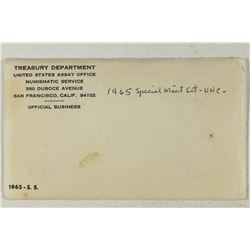 TREASURY DEPARTMENT
UNITED STATES ASSAY OFFICE
NUMISMATIC SERVICE
350 DUBOCE AVENUE
SAN FRANCISCO, CALIF. 94102
OFFICIAL BUSINESS
1965 Special Mint Set -UNC-
1965 - S. S.